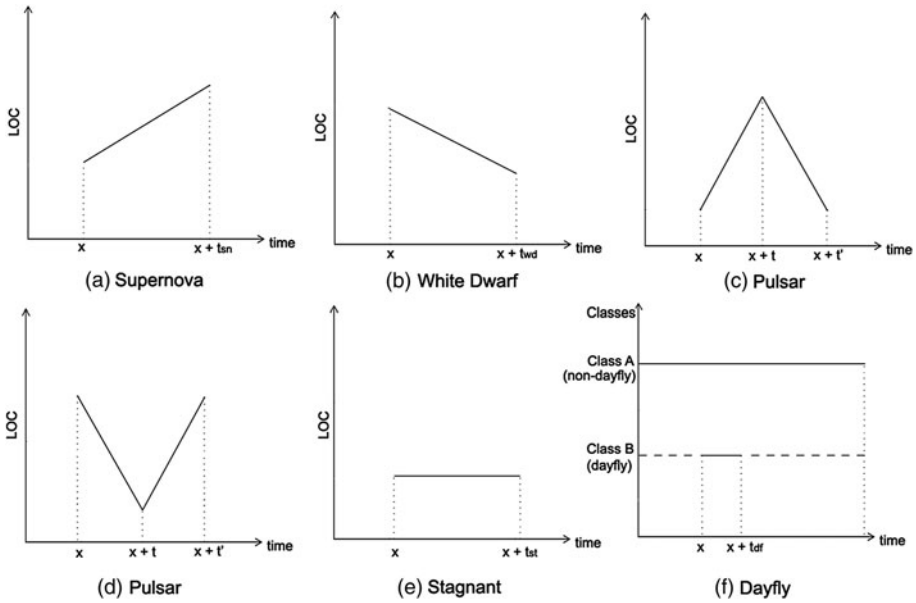 LOC
x
x + tsn
time
(a) Supernova
LOC
x
x + twd
time
(b) White Dwarf
LOC
x
x + t
x + t'
time
(c) Pulsar
LOC
x
x + t
x + t'
time
(d) Pulsar
LOC
x
x + tst
time
(e) Stagnant
Classes
Class A
(non-dayfly)
Class B
(dayfly)
x
x + tdf
time
(f) Dayfly